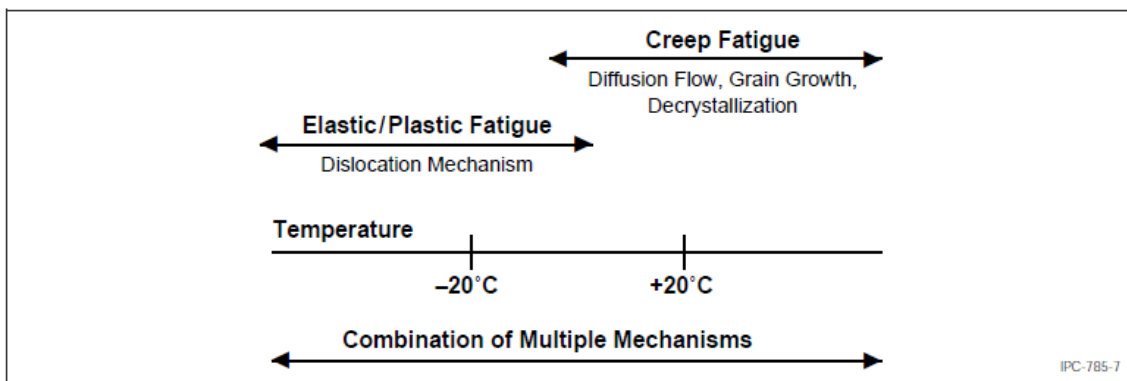 Creep Fatigue
Diffusion Flow, Grain Growth,
Decrystallization
Elastic/Plastic Fatigue
Dislocation Mechanism
Temperature
–20˚C
+20˚C
Combination of Multiple Mechanisms
IPC-785-7